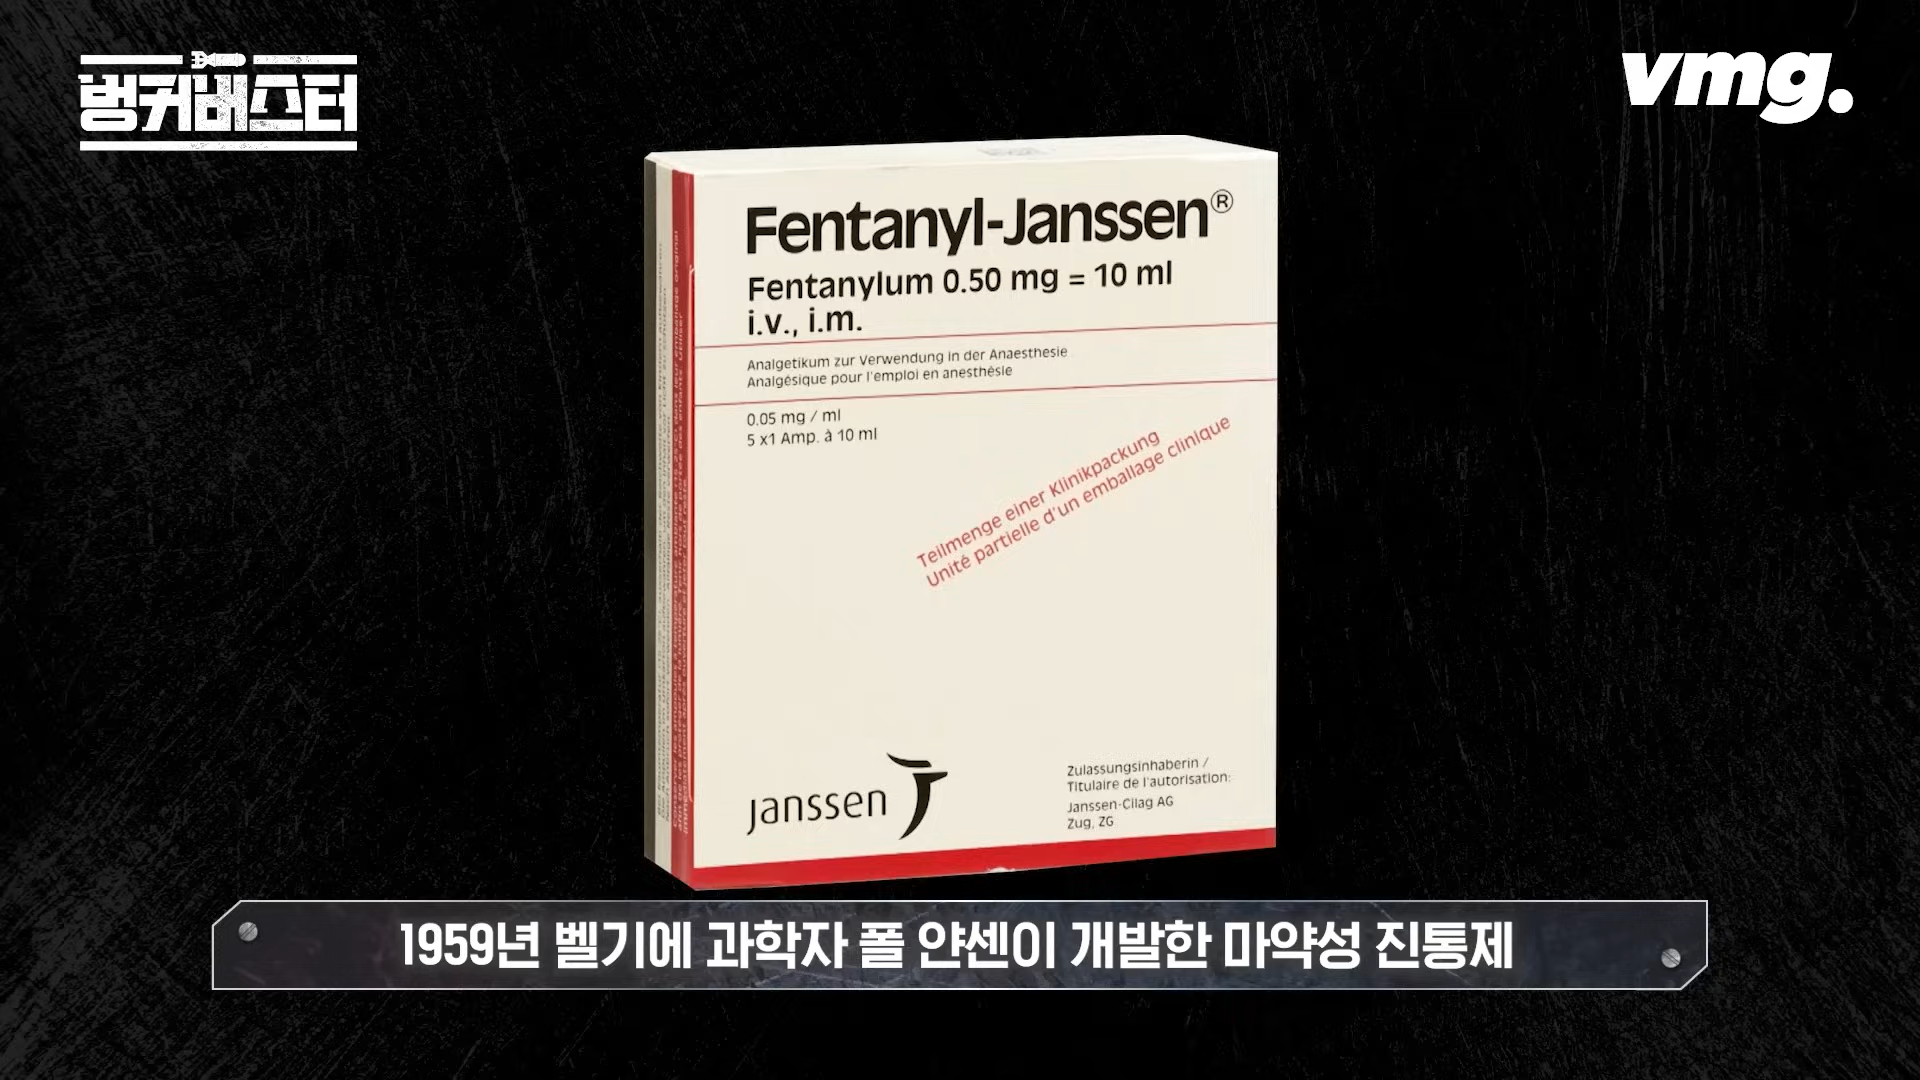 벙커버스터
vmg.
Fentanyl-Janssen®
Fentanylum 0.50 mg = 10 ml
i.v., i.m.
Analgetikum zur Verwendung in der Anaesthesie
Analgésique pour l'emploi en anesthésie
0.05 mg / ml
5 x1 Amp. à 10 ml
Teilmenge einer Klinikpackung
Unité partielle d'un emballage clinique
janssen
Zulassungsinhaberin /
Titulaire de l'autorisation:
Janssen-Cilag AG
Zug, ZG
1959년 벨기에 과학자 폴 얀센이 개발한 마약성 진통제